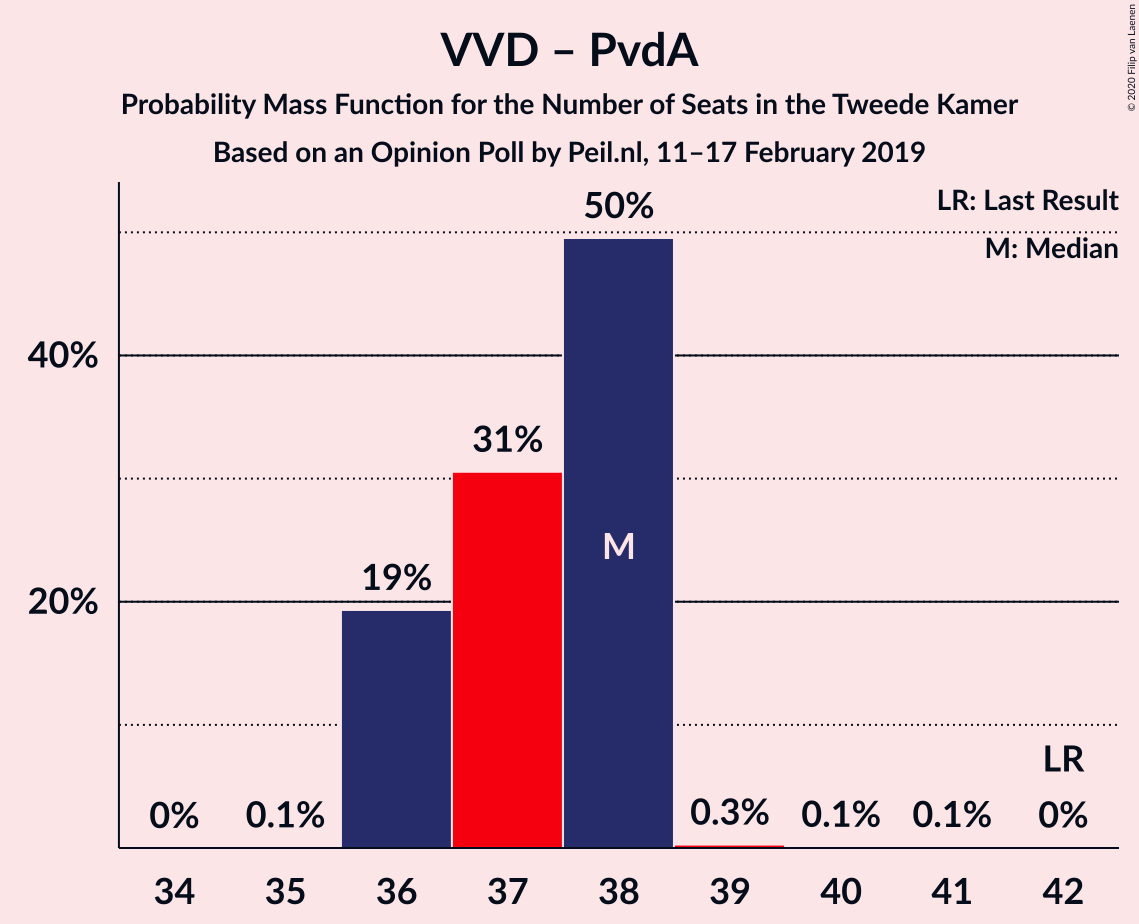 VVD – PvdA
Probability Mass Function for the Number of Seats in the Tweede Kamer
Based on an Opinion Poll by Peil.nl, 11–17 February 2019
© 2020 Filip van Laenen
LR: Last Result
M: Median
50%
40%
31%
M
19%
20%
LR
0% 0.1% 0.3% 0.1% 0.1% 0%
34 35 36 37 38 39 40 41 42